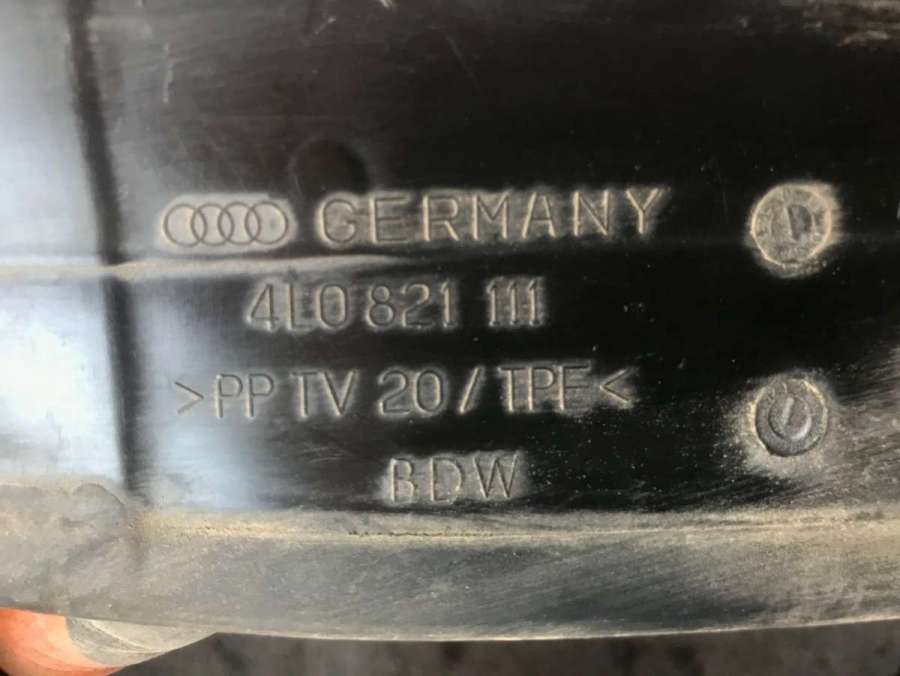 GERMANY
4L0 821 111
>PP TV 20 / TPE<
BDW